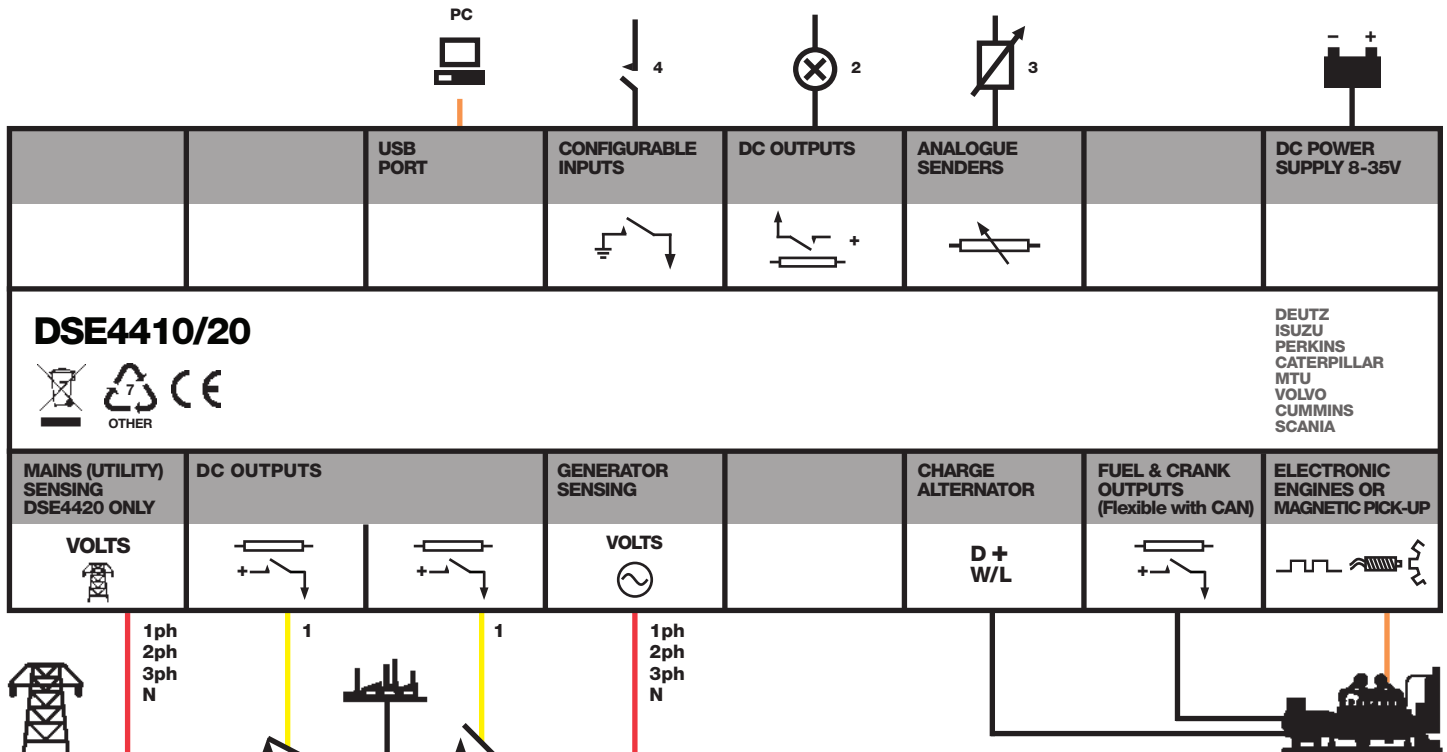 PC
4
2
3
- +
USB
PORT
CONFIGURABLE
INPUTS
DC OUTPUTS
ANALOGUE
SENDERS
DC POWER
SUPPLY 8-35V
+
DSE4410/20
7
OTHER
CE
DEUTZ
ISUZU
PERKINS
CATERPILLAR
MTU
VOLVO
CUMMINS
SCANIA
MAINS (UTILITY)
SENSING
DSE4420 ONLY
DC OUTPUTS
GENERATOR
SENSING
CHARGE
ALTERNATOR
FUEL & CRANK
OUTPUTS
(Flexible with CAN)
ELECTRONIC
ENGINES OR
MAGNETIC PICK-UP
VOLTS
+
+
VOLTS
D +
W/L
+
1ph
2ph
3ph
N
1
1
1ph
2ph
3ph
N